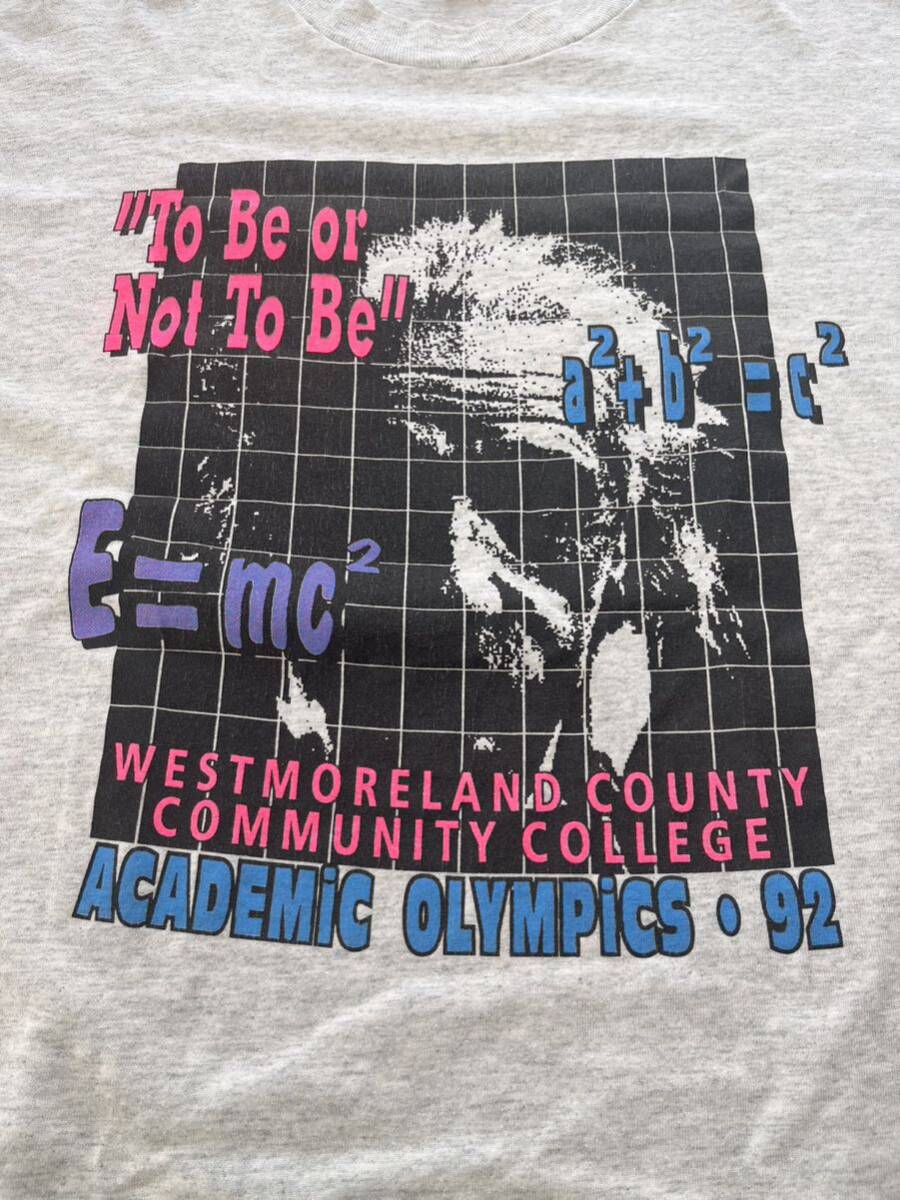 "To Be or
Not To Be"
a²+b²=c²
E=mc²
WESTMORELAND COUNTY
COMMUNITY COLLEGE
ACADEMiC OLYMPiCS • 92